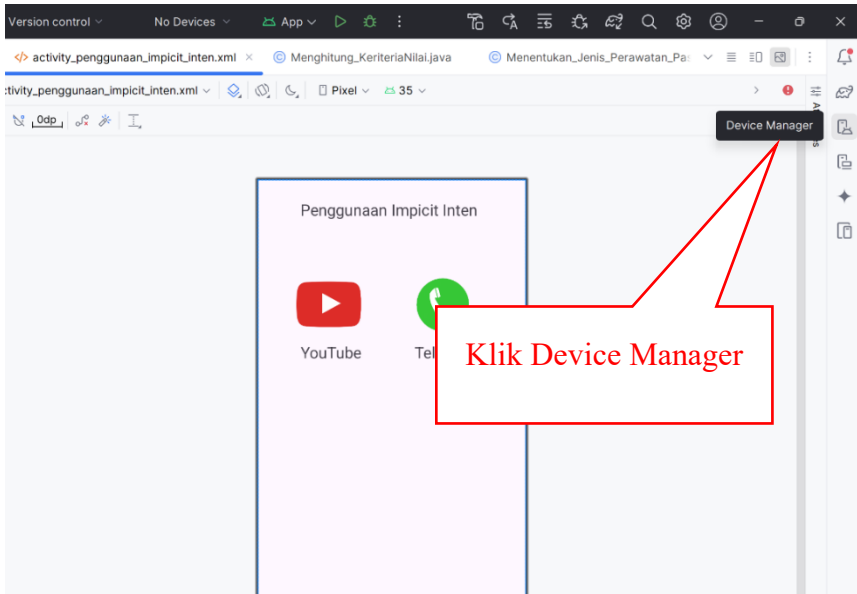 Version control No Devices App
activity_penggunaan_impicit_inten.xml Menghitung_KeriteriaNilai.java Menentukan_Jenis_Perawatan_Pa
tivity_penggunaan_impicit_inten.xml Pixel 35
0dp
Device Manager
Penggunaan Impicit Inten
YouTube Tel
Klik Device Manager